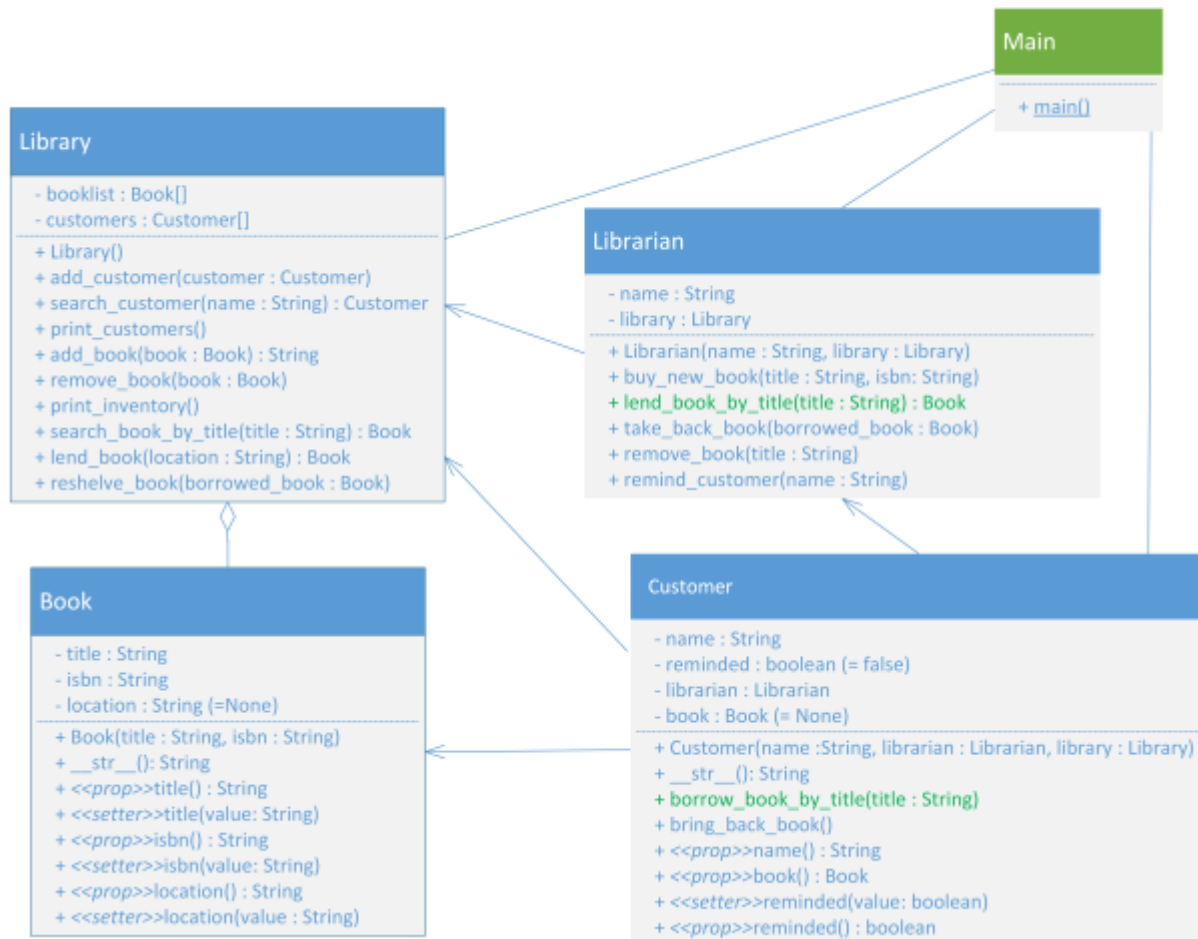 Main
+ main()
Library
- booklist : Book[]
- customers : Customer[]
+ Library()
+ add_customer(customer : Customer)
+ search_customer(name : String) : Customer
+ print_customers()
+ add_book(book : Book) : String
+ remove_book(book : Book)
+ print_inventory()
+ search_book_by_title(title : String) : Book
+ lend_book(location : String) : Book
+ reshelve_book(borrowed_book : Book)
Librarian
- name : String
- library : Library
+ Librarian(name : String, library : Library)
+ buy_new_book(title : String, isbn: String)
+ lend_book_by_title(title : String) : Book
+ take_back_book(borrowed_book : Book)
+ remove_book(title : String)
+ remind_customer(name : String)
Book
- title : String
- isbn : String
- location : String (=None)
+ Book(title : String, isbn : String)
+ __str__(): String
+ <<prop>>title() : String
+ <<setter>>title(value: String)
+ <<prop>>isbn() : String
+ <<setter>>isbn(value: String)
+ <<prop>>location() : String
+ <<setter>>location(value : String)
Customer
- name : String
- reminded : boolean (= false)
- librarian : Librarian
- book : Book (= None)
+ Customer(name :String, librarian : Librarian, library : Library)
+ __str__(): String
+ borrow_book_by_title(title : String)
+ bring_back_book()
+ <<prop>>name() : String
+ <<prop>>book() : Book
+ <<setter>>reminded(value: boolean)
+ <<prop>>reminded() : boolean